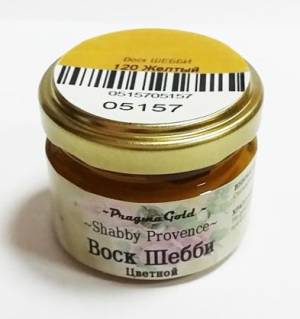 Воск ШЕББИ
120 Желтый
0515705157
05157
~PragmaGold~
~Shabby Provence~
Воск Шебби
Цветной